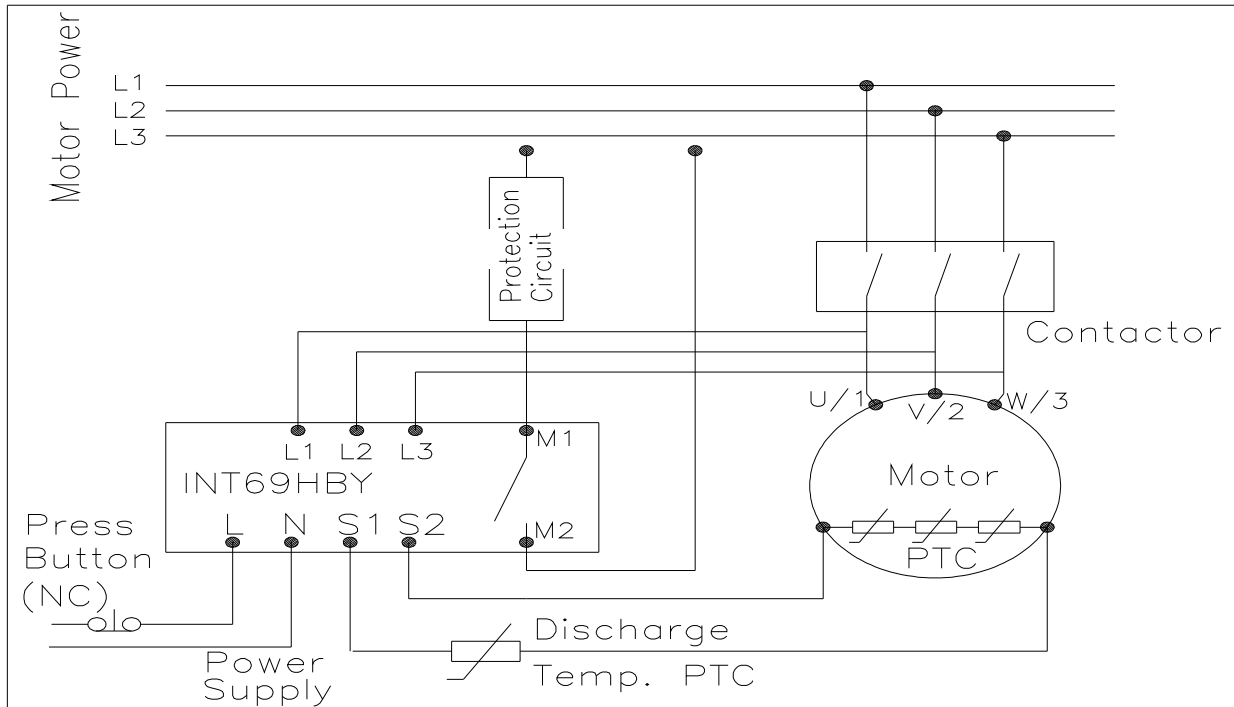 Motor Power
L1
L2
L3
Protection
Circuit
Contactor
U/1
V/2
W/3
L1 L2 L3
M1
INT69HBY
Motor
L N S1 S2
M2
PTC
Press
Button
(NC)
Power
Supply
Discharge
Temp. PTC